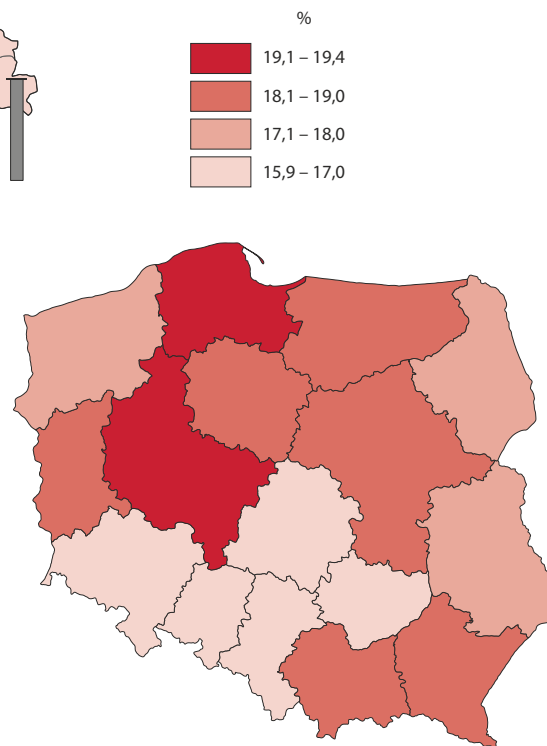 %
19,1 – 19,4
18,1 – 19,0
17,1 – 18,0
15,9 – 17,0